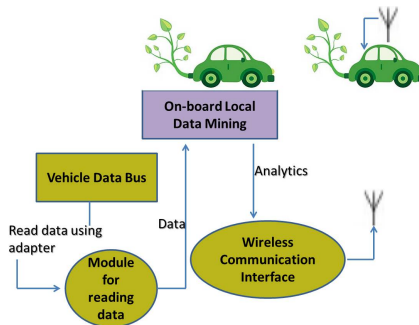 On-board Local
Data Mining
Vehicle Data Bus
Analytics
Read data using
adapter
Data
Module
for
reading
data
Wireless
Communication
Interface